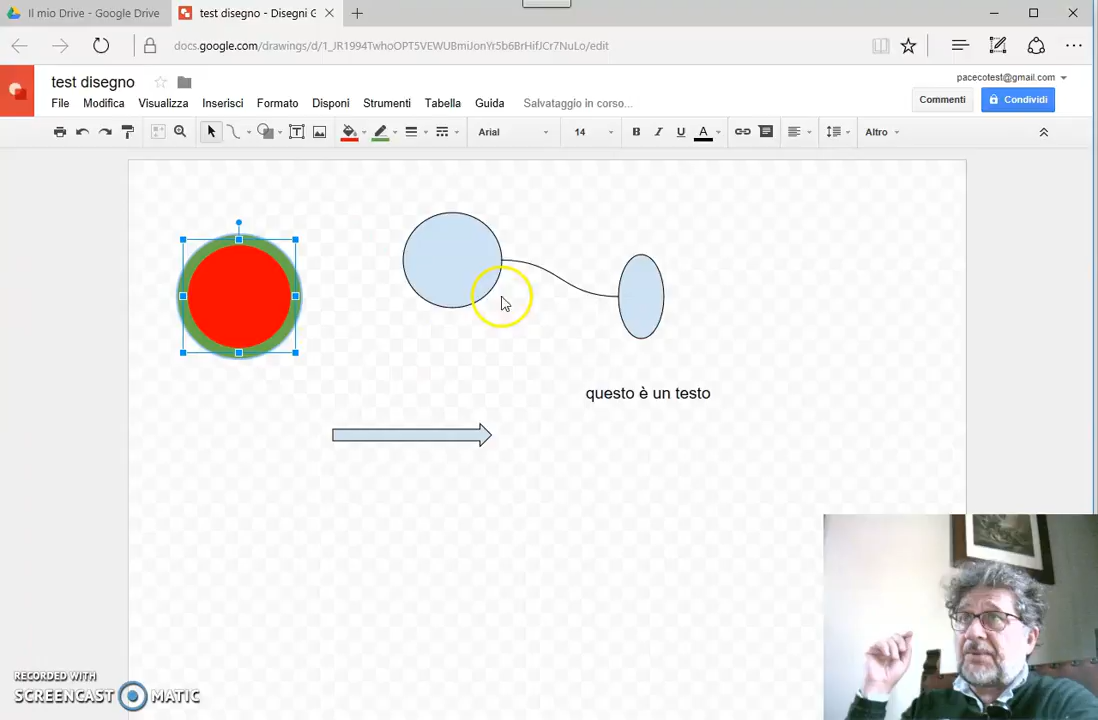 Il mio Drive - Google Drive
test disegno - Disegni G
docs.google.com/drawings/d/1_JR1994TwhoOPT5VEWUBmiJonYr5b6BrHifJCr7NuLo/edit
test disegno
pacecotest@gmail.com
File Modifica Visualizza Inserisci Formato Disponi Strumenti Tabella Guida Salvataggio in corso...
Commenti
Condividi
Arial 14 B I U A Altro
questo è un testo
RECORDED WITH
SCREENCAST MATIC